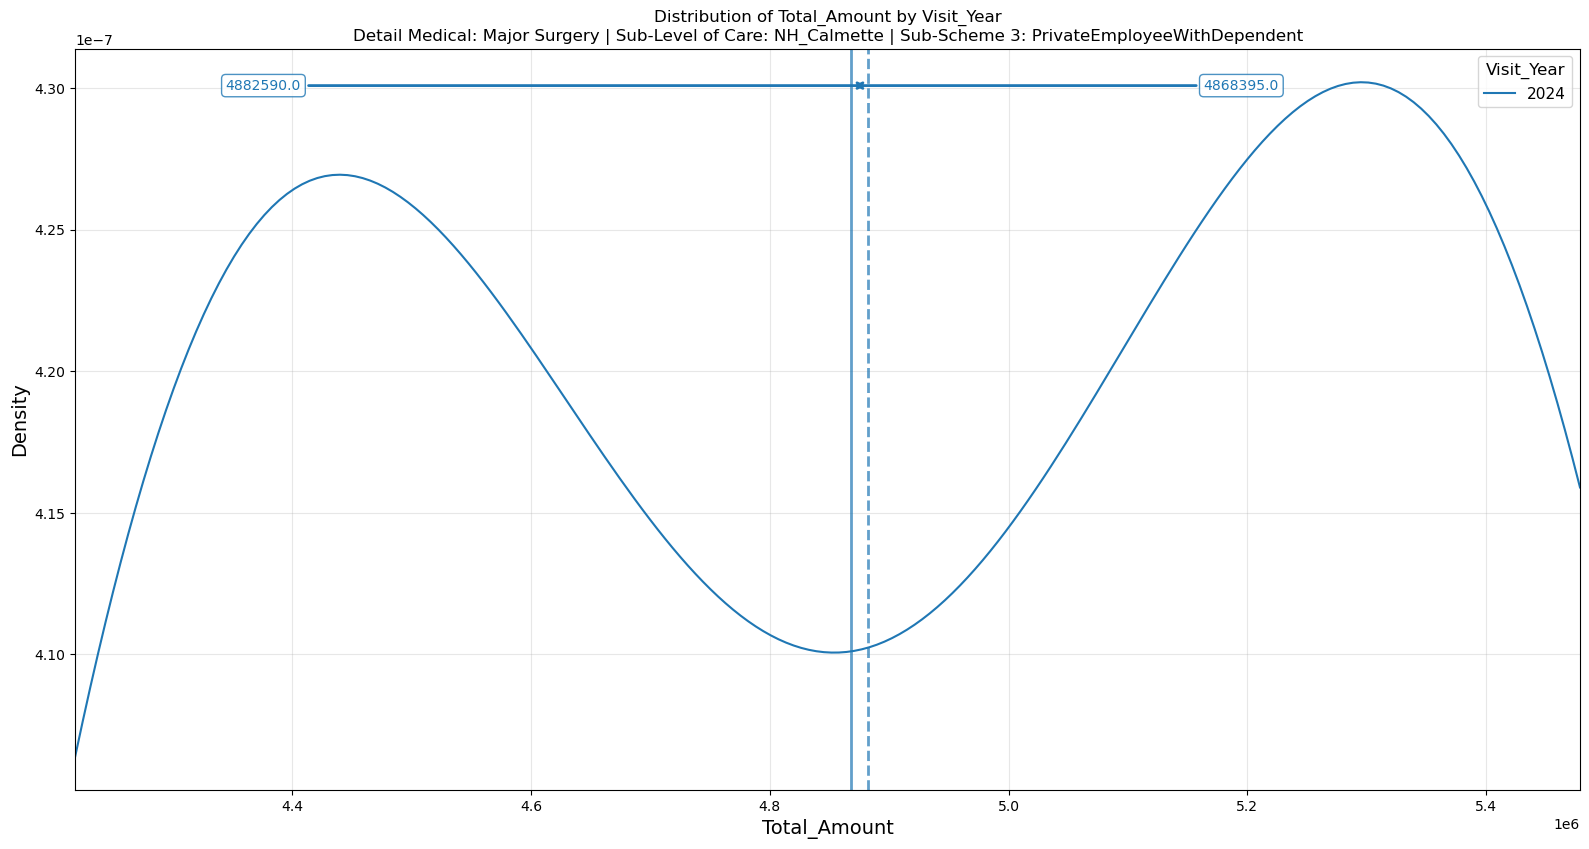 Distribution of Total_Amount by Visit_Year
Detail Medical: Major Surgery | Sub-Level of Care: NH_Calmette | Sub-Scheme 3: PrivateEmployeeWithDependent
1e−7
4882590.0
4868395.0
Visit_Year
2024
4.30
4.25
4.20
4.15
4.10
Density
4.4
4.6
4.8
5.0
5.2
5.4
1e6
Total_Amount